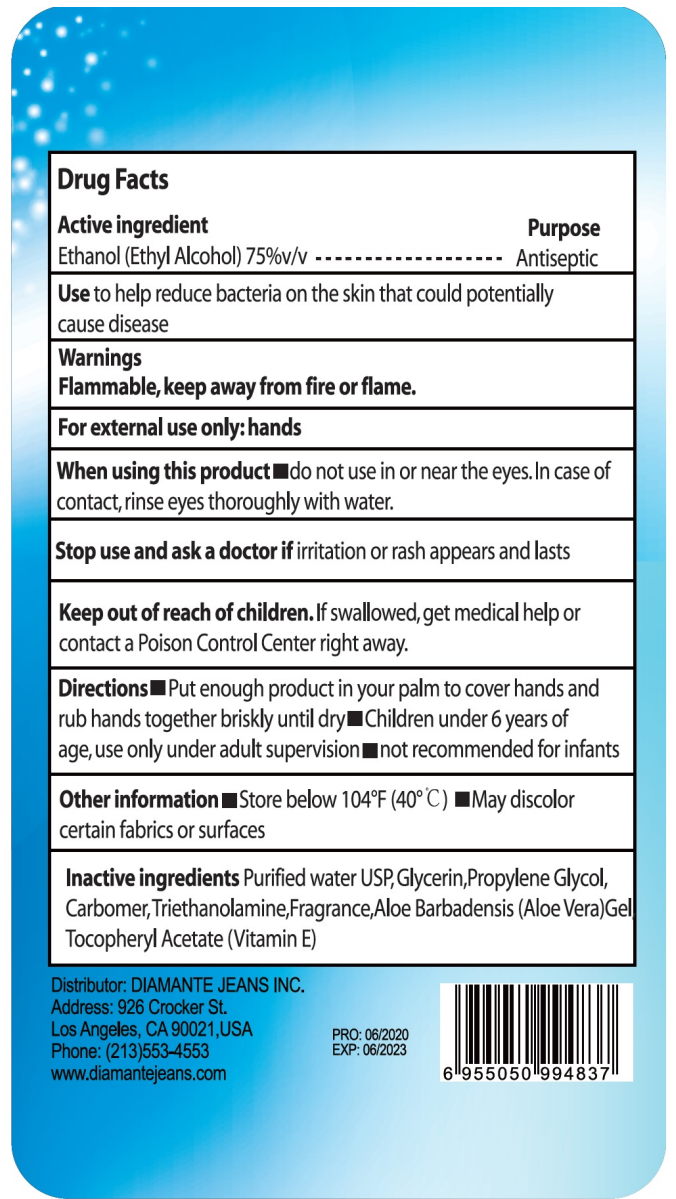 Drug Facts
Active ingredient
Purpose
Ethanol (Ethyl Alcohol) 75%v/v -------------------- Antiseptic
Use to help reduce bacteria on the skin that could potentially
cause disease
Warnings
Flammable, keep away from fire or flame.
For external use only: hands
When using this product ■ do not use in or near the eyes. In case of
contact, rinse eyes thoroughly with water.
Stop use and ask a doctor if irritation or rash appears and lasts
Keep out of reach of children. If swallowed, get medical help or
contact a Poison Control Center right away.
Directions ■ Put enough product in your palm to cover hands and
rub hands together briskly until dry ■ Children under 6 years of
age, use only under adult supervision ■ not recommended for infants
Other information ■ Store below 104°F (40°℃) ■ May discolor
certain fabrics or surfaces
Inactive ingredients Purified water USP, Glycerin,Propylene Glycol,
Carbomer, Triethanolamine,Fragrance,Aloe Barbadensis (Aloe Vera)Gel,
Tocopheryl Acetate (Vitamin E)
Distributor: DIAMANTE JEANS INC.
Address: 926 Crocker St.
Los Angeles, CA 90021,USA
Phone: (213)553-4553
www.diamantejeans.com
PRO: 06/2020
EXP: 06/2023
6 955050 994837